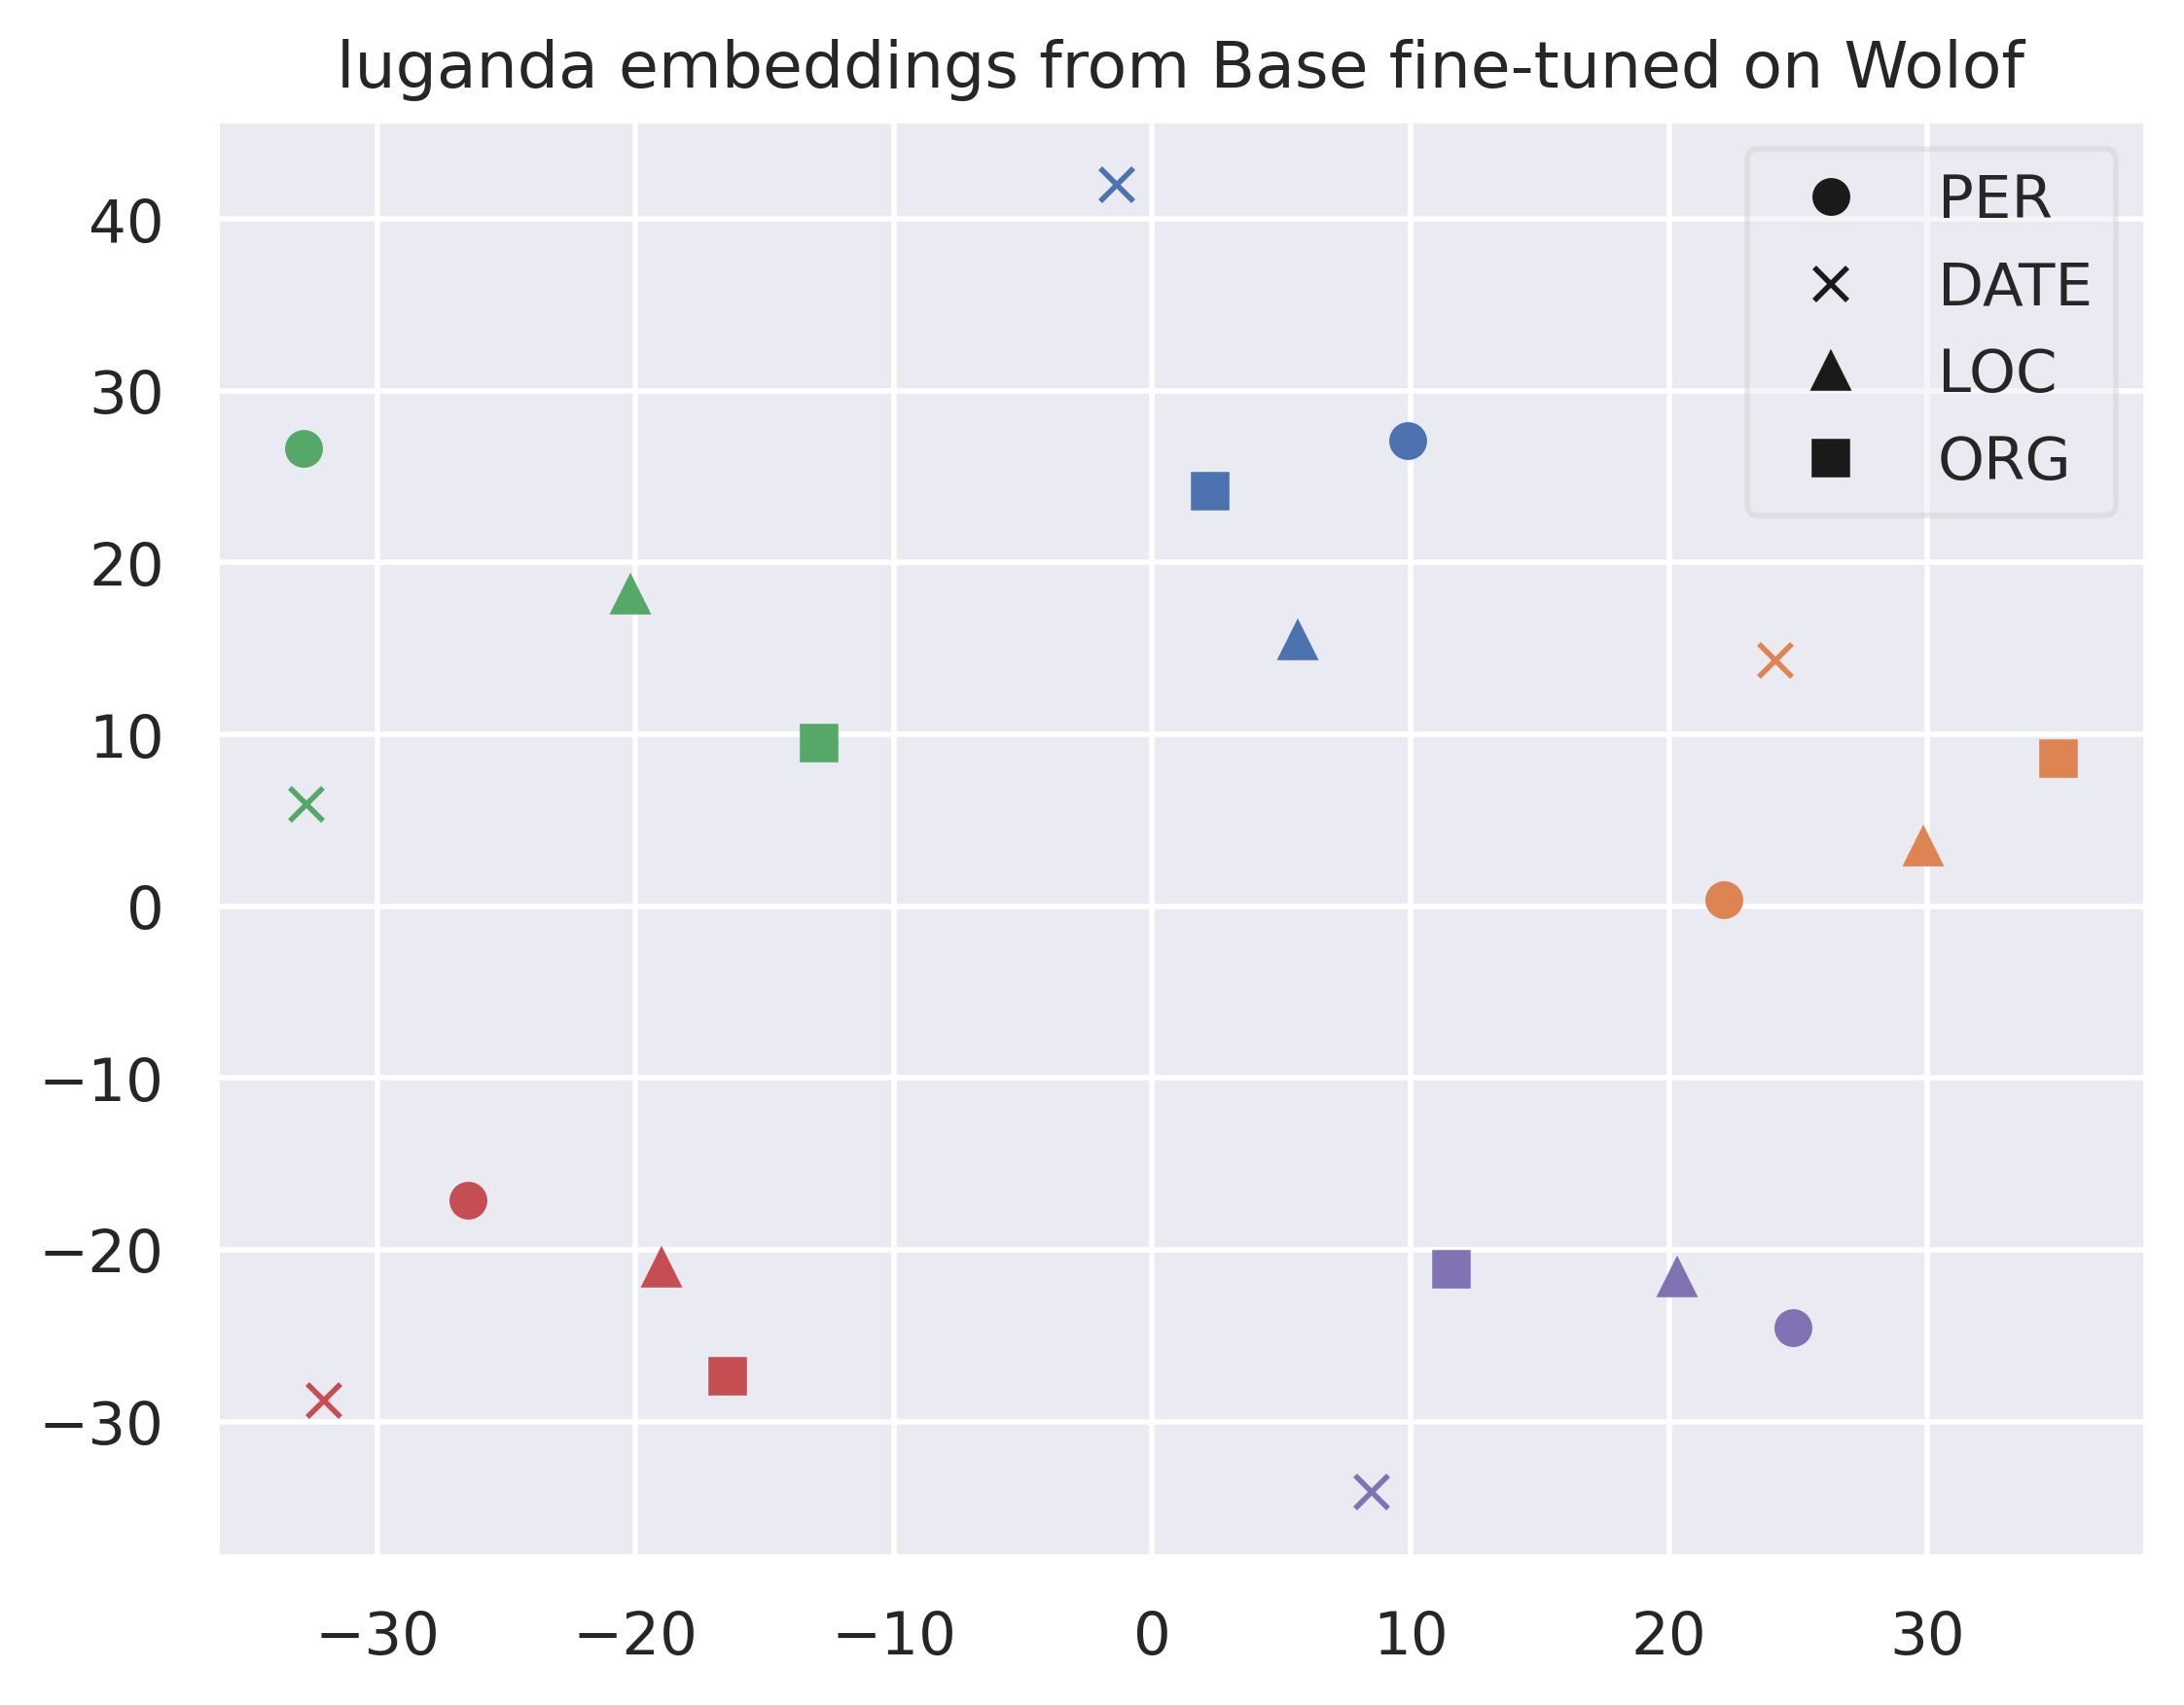 luganda embeddings from Base fine-tuned on Wolof
PER
DATE
LOC
ORG
40
30
20
10
0
−10
−20
−30
−30 −20 −10 0 10 20 30